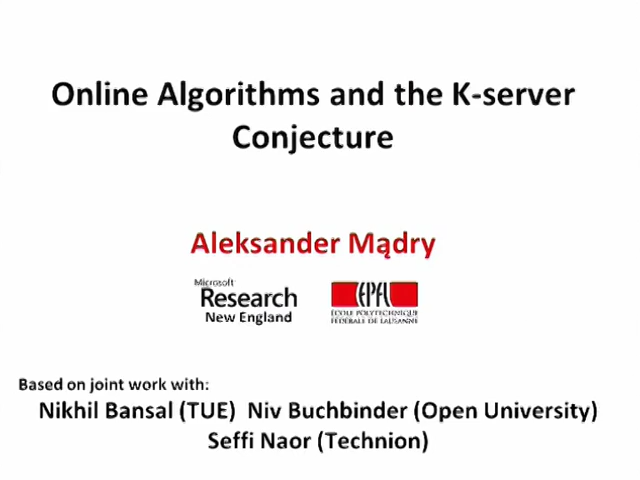 Online Algorithms and the K-server
Conjecture
Aleksander Mądry
Microsoft
Research
New England
EPFL
ÉCOLE POLYTECHNIQUE
FÉDÉRALE DE LAUSANNE
Based on joint work with:
Nikhil Bansal (TUE) Niv Buchbinder (Open University)
Seffi Naor (Technion)